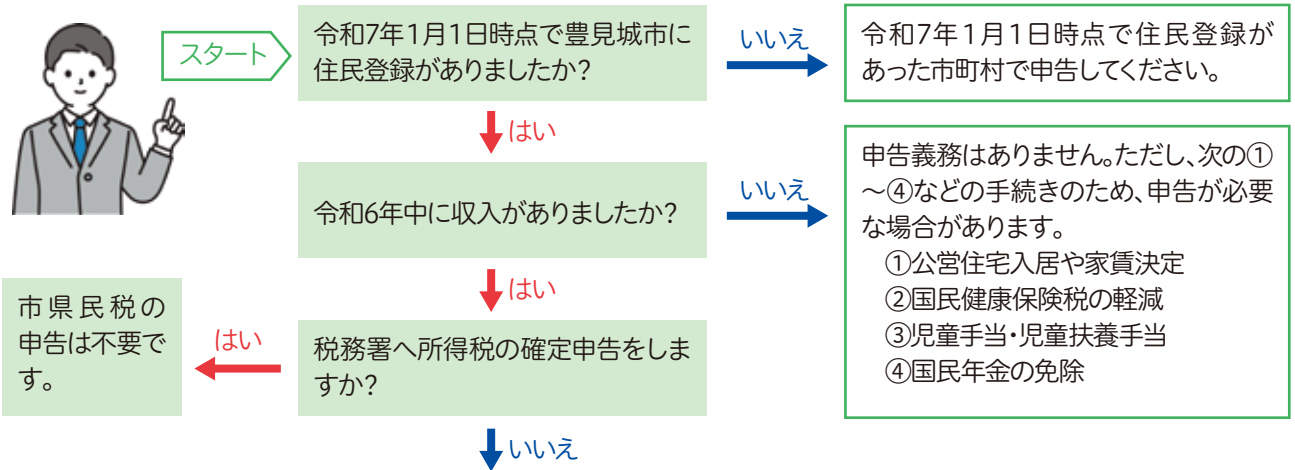 スタート
令和7年1月1日時点で豊見城市に
住民登録がありましたか?
いいえ
令和7年1月1日時点で住民登録が
あった市町村で申告してください。
はい
令和6年中に収入がありましたか?
いいえ
申告義務はありません。ただし、次の①
～④などの手続きのため、申告が必要
な場合があります。
①公営住宅入居や家賃決定
②国民健康保険税の軽減
③児童手当・児童扶養手当
④国民年金の免除
はい
税務署へ所得税の確定申告をしま
すか?
はい
市県民税の
申告は不要で
す。
いいえ